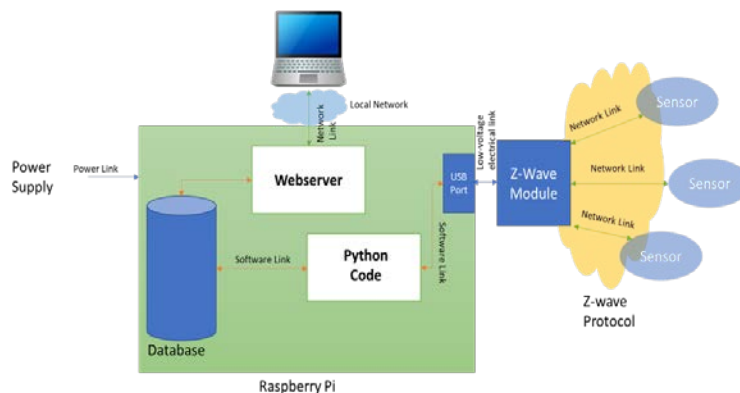 Local Network
Network
Link
Power
Supply
Power Link
Webserver
USB
Port
Low-voltage
electrical link
Z-Wave
Module
Network Link
Sensor
Network Link
Sensor
Network Link
Sensor
Software Link
Python
Code
Software Link
Database
Z-wave
Protocol
Raspberry Pi